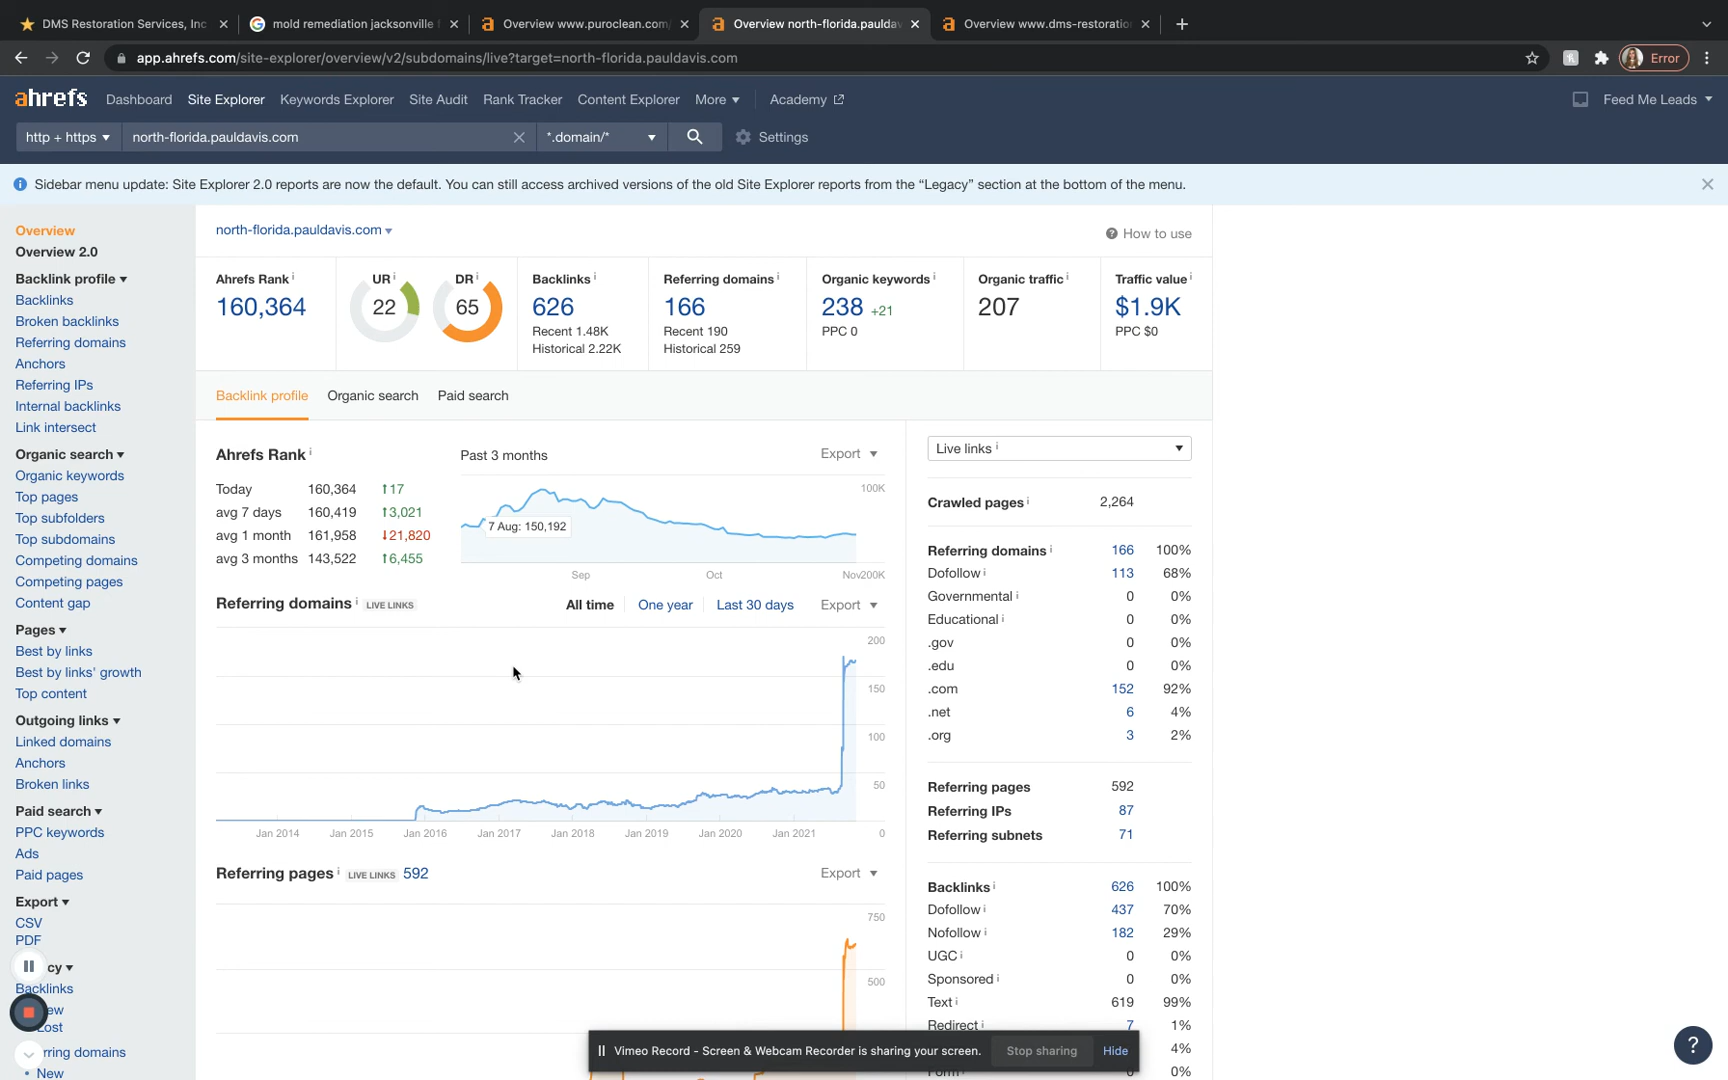 DMS Restoration Services, Inc
mold remediation jacksonville f
Overview www.puroclean.com/
Overview north-florida.pauldav
Overview www.dms-restoratio
app.ahrefs.com/site-explorer/overview/v2/subdomains/live?target=north-florida.pauldavis.com
Error
ahrefs Dashboard Site Explorer Keywords Explorer Site Audit Rank Tracker Content Explorer More Academy Feed Me Leads
http + https north-florida.pauldavis.com *.domain/* Settings
Sidebar menu update: Site Explorer 2.0 reports are now the default. You can still access archived versions of the old Site Explorer reports from the “Legacy” section at the bottom of the menu.
Overview
Overview 2.0
Backlink profile
Backlinks
Broken backlinks
Referring domains
Anchors
Referring IPs
Internal backlinks
Link intersect
Organic search
Organic keywords
Top pages
Top subfolders
Top subdomains
Competing domains
Competing pages
Content gap
Pages
Best by links
Best by links' growth
Top content
Outgoing links
Linked domains
Anchors
Broken links
Paid search
PPC keywords
Ads
Paid pages
Export
CSV
PDF
cy
Backlinks
ew
Lost
rring domains
New
north-florida.pauldavis.com
How to use
Ahrefs Rank
160,364
UR
22
DR
65
Backlinks
626
Recent 1.48K
Historical 2.22K
Referring domains
166
Recent 190
Historical 259
Organic keywords
238 +21
PPC 0
Organic traffic
207
Traffic value
$1.9K
PPC $0
Backlink profile Organic search Paid search
Ahrefs Rank
Today 160,364 ↑17
avg 7 days 160,419 ↑3,021
avg 1 month 161,958 ↓21,820
avg 3 months 143,522 ↑6,455
Past 3 months Export
100K
7 Aug: 150,192
Sep Oct Nov 200K
Referring domains LIVE LINKS All time One year Last 30 days Export
200
150
100
50
Jan 2014 Jan 2015 Jan 2016 Jan 2017 Jan 2018 Jan 2019 Jan 2020 Jan 2021 0
Referring pages LIVE LINKS 592 Export
750
500
Live links
Crawled pages 2,264
Referring domains 166 100%
Dofollow 113 68%
Governmental 0 0%
Educational 0 0%
.gov 0 0%
.edu 0 0%
.com 152 92%
.net 6 4%
.org 3 2%
Referring pages 592
Referring IPs 87
Referring subnets 71
Backlinks 626 100%
Dofollow 437 70%
Nofollow 182 29%
UGC 0 0%
Sponsored 0 0%
Text 619 99%
Redirect 7 1%
4%
Form 0 0%
Vimeo Record - Screen & Webcam Recorder is sharing your screen. Stop sharing Hide
?